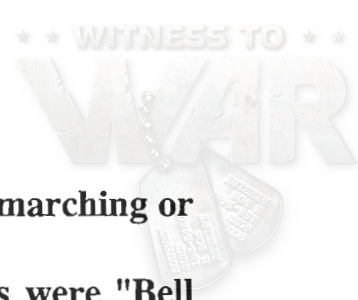 ★ ★ WITNESS TO ★ ★
WAR
marching or
s were "Bell